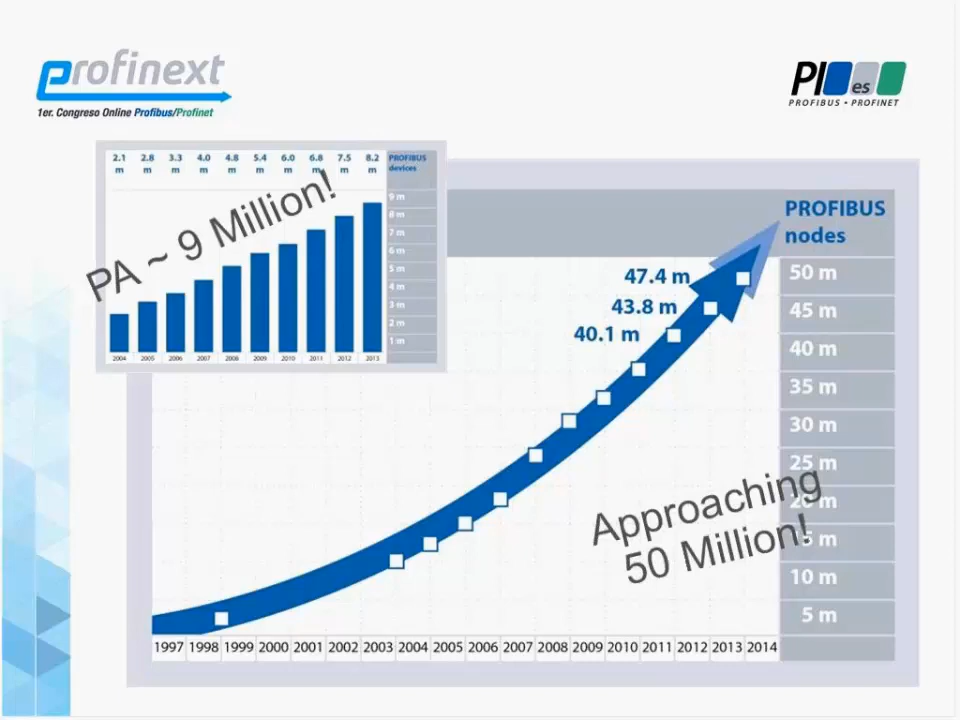 profinext
1er. Congreso Online Profibus/Profinet
PI es
PROFIBUS • PROFINET
2.1 m 2.8 m 3.3 m 4.0 m 4.8 m 5.4 m 6.0 m 6.8 m 7.5 m 8.2 m
PROFIBUS
devices
9 m
8 m
7 m
6 m
5 m
4 m
3 m
2 m
1 m
2004 2005 2006 2007 2008 2009 2010 2011 2012 2013
PA ~ 9 Million!
PROFIBUS
nodes
47.4 m
43.8 m
40.1 m
50 m
45 m
40 m
35 m
30 m
25 m
20 m
15 m
10 m
5 m
Approaching
50 Million!
1997 1998 1999 2000 2001 2002 2003 2004 2005 2006 2007 2008 2009 2010 2011 2012 2013 2014